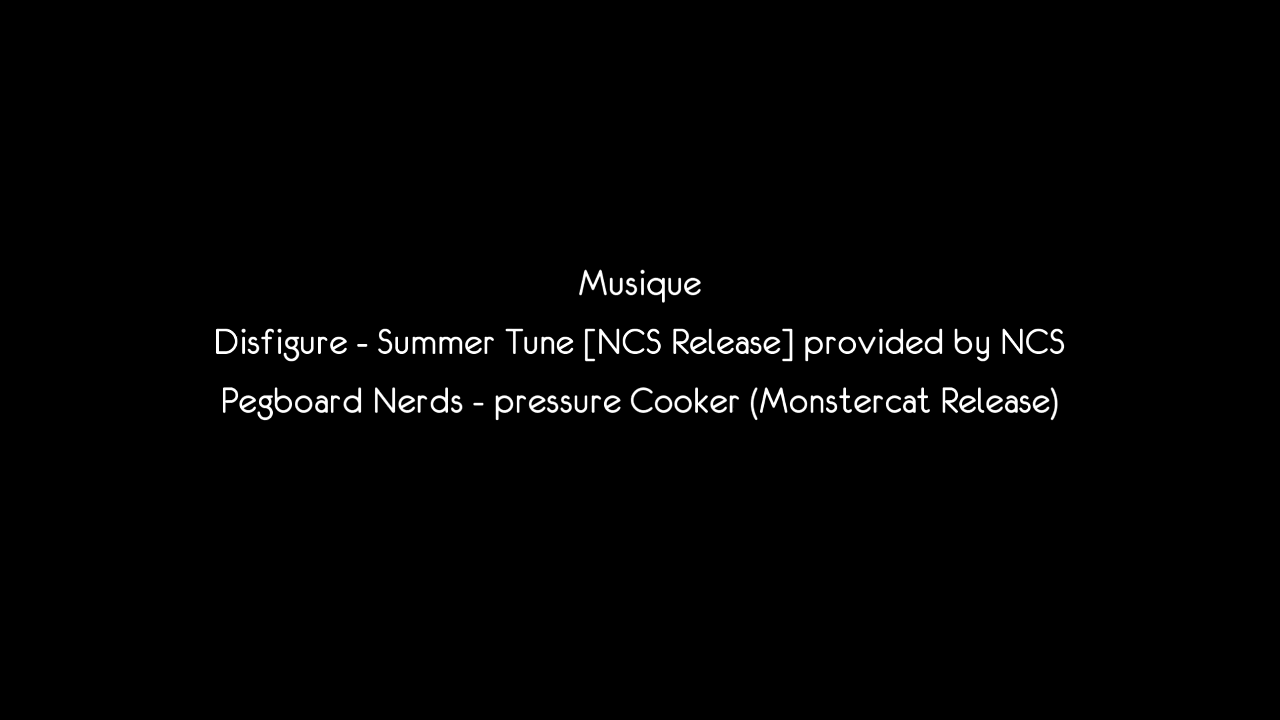 Musique
Disfigure - Summer Tune [NCS Release] provided by NCS
Pegboard Nerds - pressure Cooker (Monstercat Release)